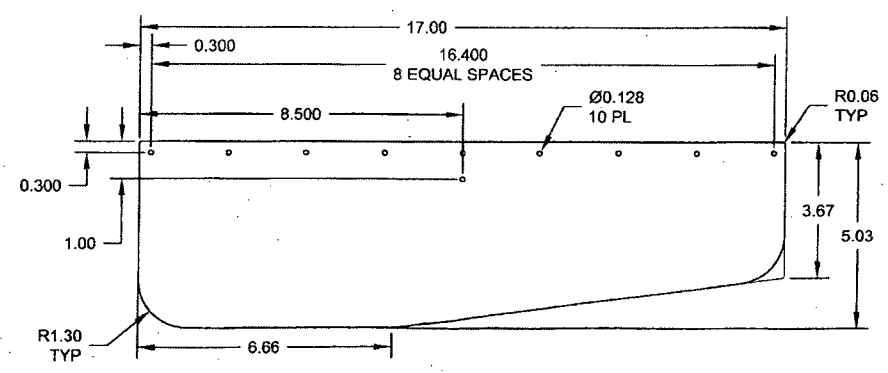 17.00
0.300
16.400
8 EQUAL SPACES
8.500
Ø0.128
10 PL
R0.06
TYP
0.300
1.00
3.67
5.03
R1.30
TYP
6.66